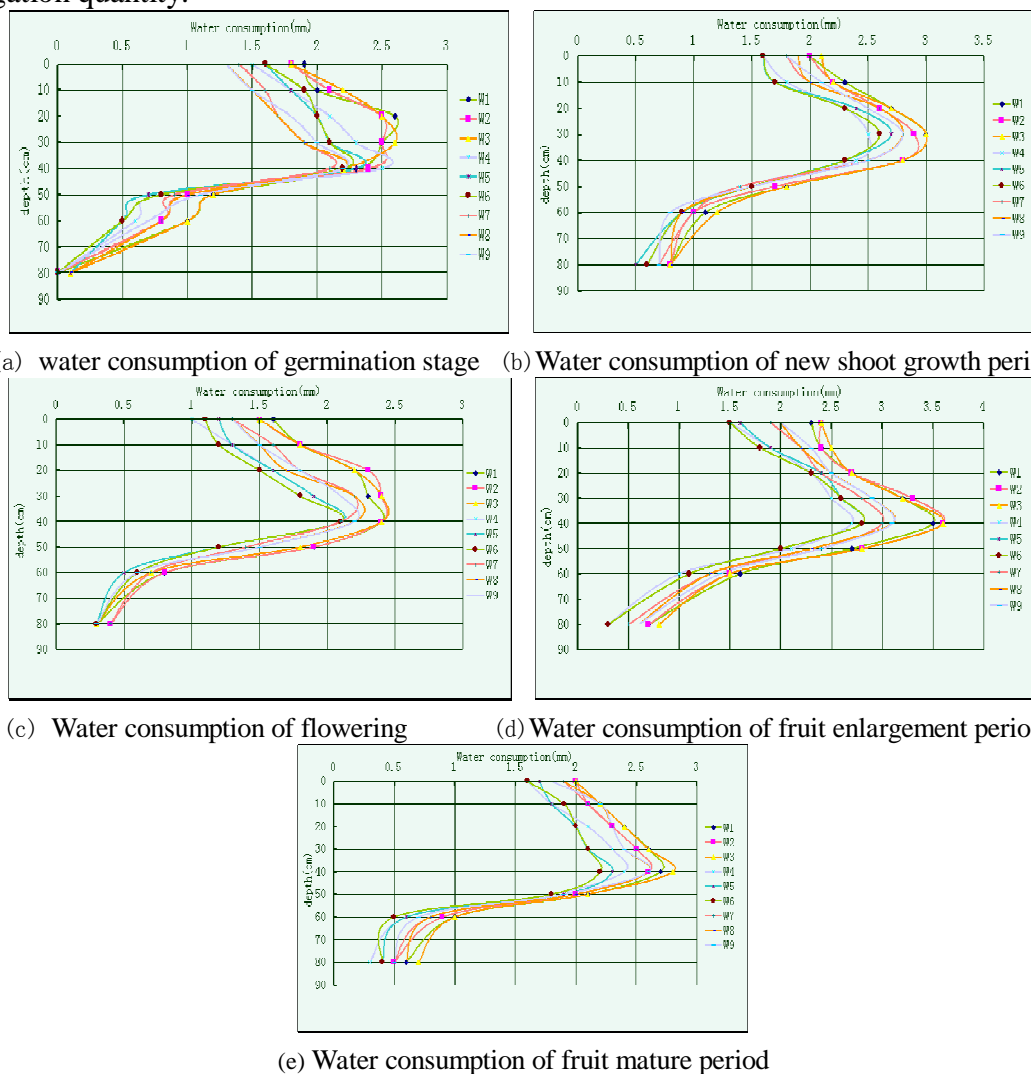 gation quantity.
Water consumption(mm)
0 0.5 1 1.5 2 2.5 3
0
10
20
30
40
50
60
70
80
90
depth(cm)
W1
W2
W3
W4
W5
W6
W7
W8
W9
Water consumption(mm)
0 0.5 1 1.5 2 2.5 3 3.5
0
10
20
30
40
50
60
70
80
90
depth(cm)
W1
W2
W3
W4
W5
W6
W7
W8
W9
a) water consumption of germination stage
(b) Water consumption of new shoot growth peri
Water consumption(mm)
0 0.5 1 1.5 2 2.5 3
0
10
20
30
40
50
60
70
80
90
depth(cm)
W1
W2
W3
W4
W5
W6
W7
W8
W9
Water consumption(mm)
0 0.5 1 1.5 2 2.5 3 3.5 4
0
10
20
30
40
50
60
70
80
90
depth(cm)
W1
W2
W3
W4
W5
W6
W7
W8
W9
(c) Water consumption of flowering
(d) Water consumption of fruit enlargement perio
Water consumption(mm)
0 0.5 1 1.5 2 2.5 3
0
10
20
30
40
50
60
70
80
90
depth(cm)
W1
W2
W3
W4
W5
W6
W7
W8
W9
(e) Water consumption of fruit mature period